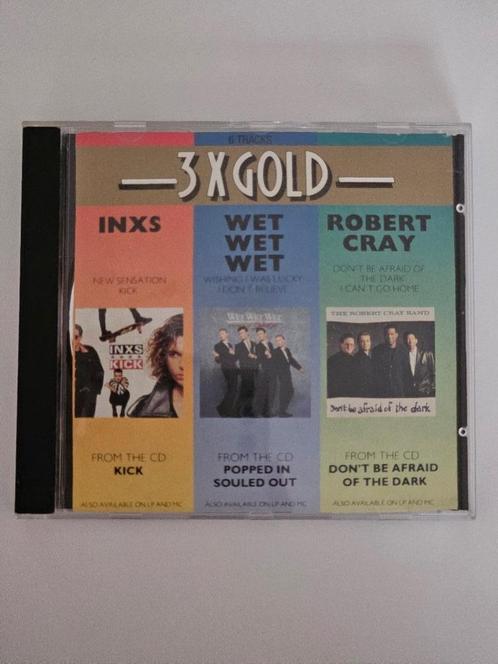 6 TRACKS
3 X GOLD
INXS
NEW SENSATION
KICK
INXS
KICK
FROM THE CD
KICK
ALSO AVAILABLE ON LP AND MC
WET
WET
WET
WISHING I WAS LUCKY
I DON'T BELIEVE
WET WET WET
FROM THE CD
POPPED IN
SOULED OUT
ALSO AVAILABLE ON LP AND MC
ROBERT
CRAY
DON'T BE AFRAID OF
THE DARK
I CAN'T GO HOME
THE ROBERT CRAY BAND
Don't be afraid of the dark
FROM THE CD
DON'T BE AFRAID
OF THE DARK
ALSO AVAILABLE ON LP AND MC